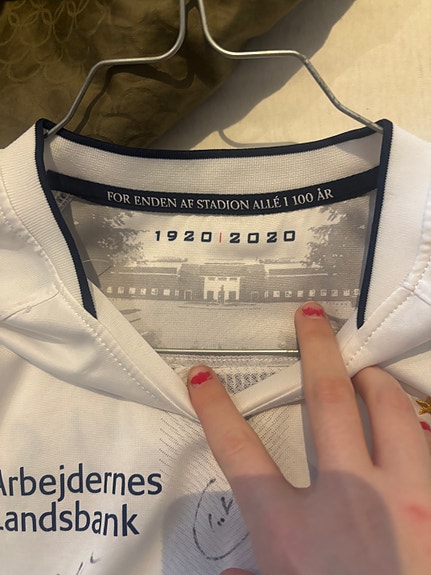 FOR ENDEN AF STADION ALLÉ I 100 ÅR
1920|2020
Arbejdernes
Landsbank